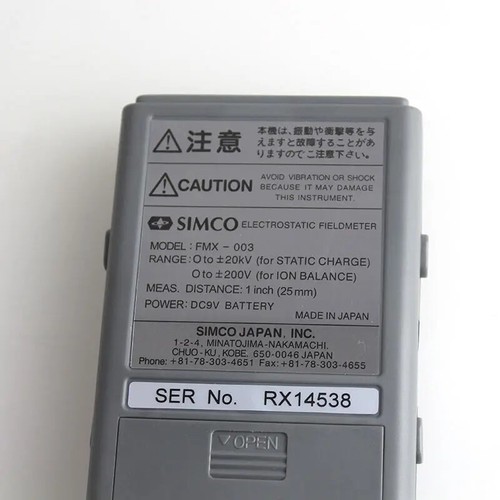 ⚠注意
本機は、振動や衝撃等を与
えますと故障することがあ
りますのでご注意下さい。
⚠CAUTION
AVOID VIBRATION OR SHOCK
BECAUSE IT MAY DAMAGE
THIS INSTRUMENT.
SIMCO ELECTROSTATIC FIELDMETER
MODEL: FMX - 003
RANGE: 0 to ±20kV (for STATIC CHARGE)
0 to ±200V (for ION BALANCE)
MEAS. DISTANCE: 1 inch (25mm)
POWER: DC9V BATTERY
MADE IN JAPAN
SIMCO JAPAN, INC.
1-2-4, MINATOJIMA-NAKAMACHI,
CHUO-KU, KOBE. 650-0046 JAPAN
Phone: +81-78-303-4651 Fax: +81-78-303-4655
SER No. RX14538
OPEN